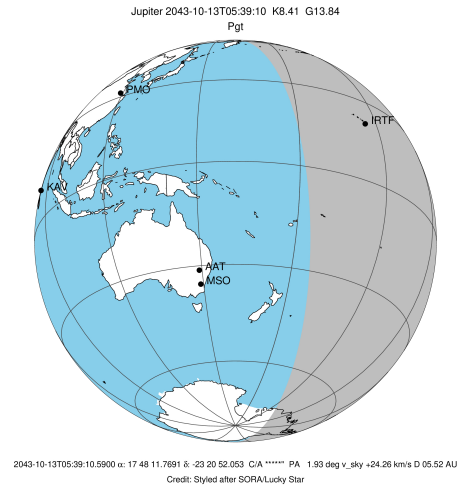 Jupiter 2043-10-13T05:39:10 K8.41 G13.84
Pgt
PMO
IRTF
KAV
AAT
MSO
2043-10-13T05:39:10.5900 α: 17 48 11.7691 δ: -23 20 52.053 C/A *****" PA 1.93 deg v_sky +24.26 km/s D 05.52 AU
Credit: Styled after SORA/Lucky Star